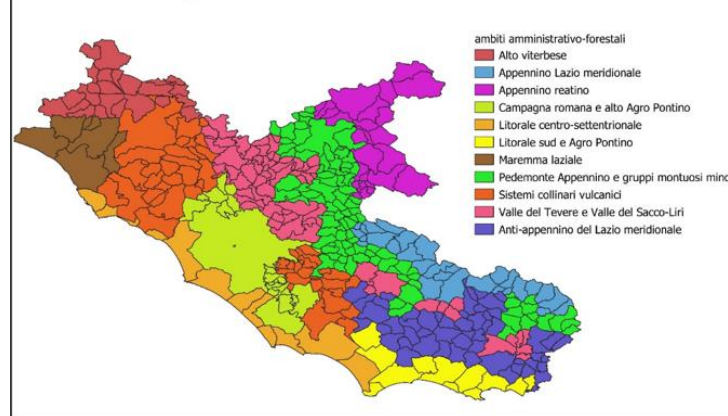 ambiti amministrativo-forestali
Alto viterbese
Appennino Lazio meridionale
Appennino reatino
Campagna romana e alto Agro Pontino
Litorale centro-settentrionale
Litorale sud e Agro Pontino
Maremma laziale
Pedemonte Appennino e gruppi montuosi mino
Sistemi collinari vulcanici
Valle del Tevere e Valle del Sacco-Liri
Anti-appennino del Lazio meridionale